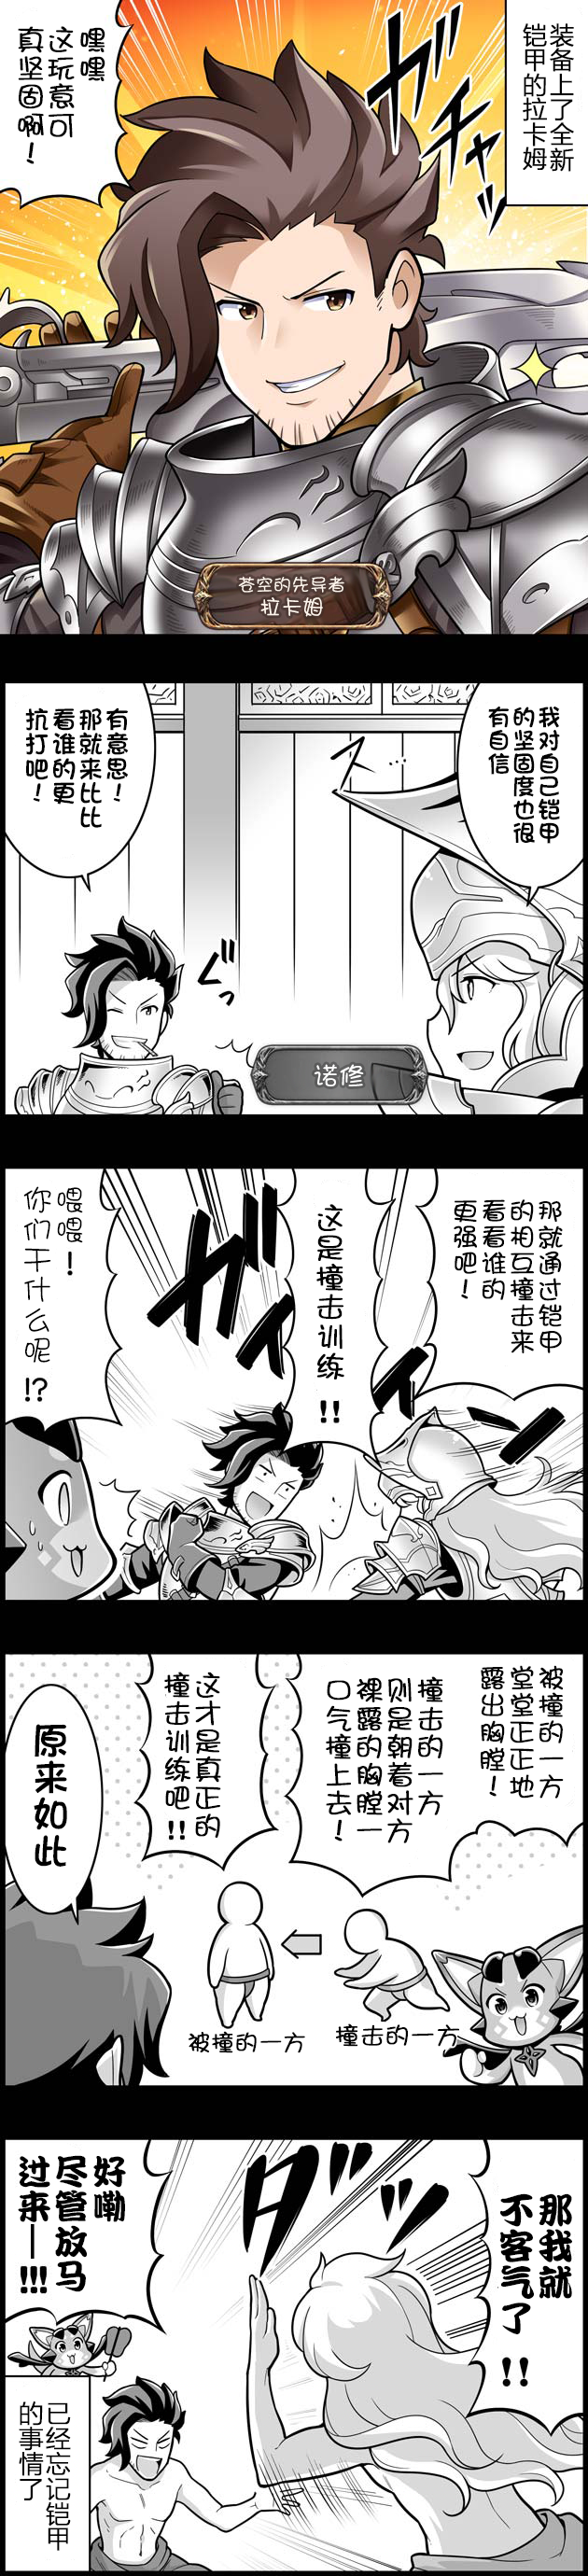 装备上了全新
铠甲的拉卡姆
ガチャッ
嘿嘿
这玩意可
真坚固啊！
苍空的先导者
拉卡姆
我对自己铠甲
的坚固度也很
有自信
有意思！
那就来比比
看谁的更
抗打吧！
ぐっ
诺修
那就通过铠甲
的相互撞击来
看看谁的
更强吧！
这是撞击训练!!
ガガガ
喂喂！
你们干什么呢!?
被撞的一方
堂堂正正地
露出胸膛！
撞击的一方
则是朝着对方
裸露的胸膛一
口气撞上去！
这才是真正的
撞击训练吧!!
原来如此
被撞的一方
撞击的一方
那我就
不客气了!!
好嘞
尽管放马
过来—!!!
已经忘记铠甲
的事情了